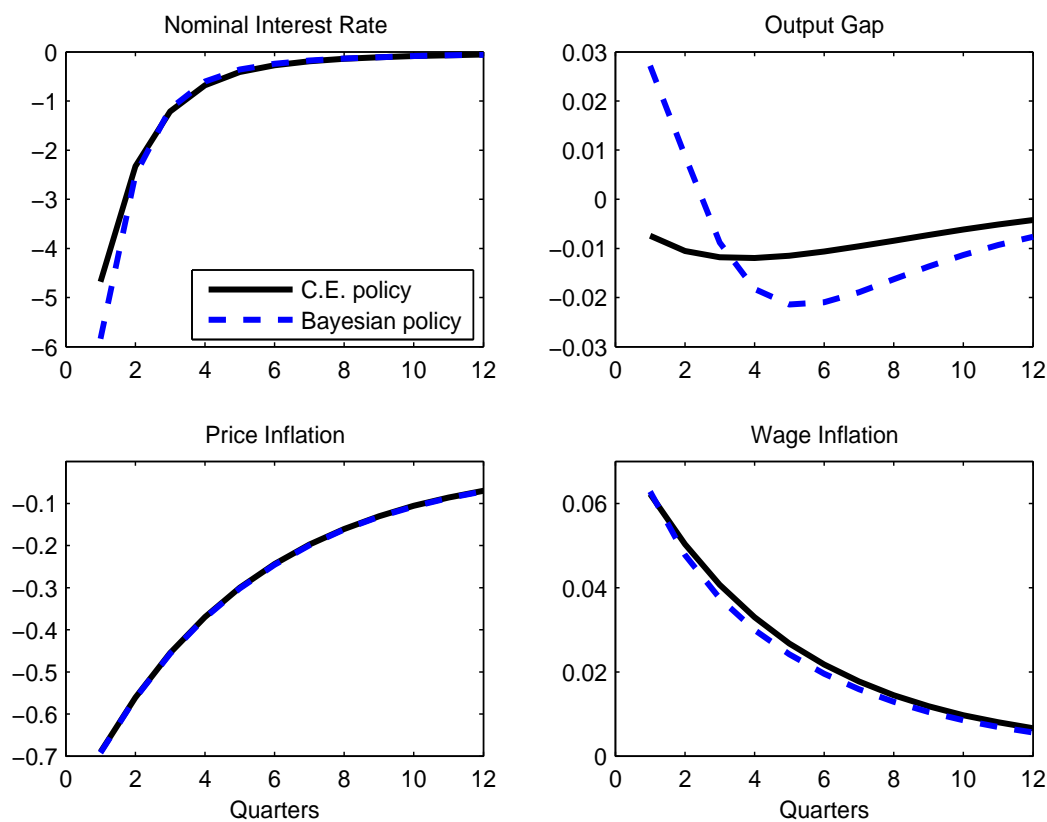 Nominal Interest Rate
0
−1
−2
−3
−4
−5
−6
0 2 4 6 8 10 12
C.E. policy
Bayesian policy
Output Gap
0.03
0.02
0.01
0
−0.01
−0.02
−0.03
0 2 4 6 8 10 12
Price Inflation
−0.1
−0.2
−0.3
−0.4
−0.5
−0.6
−0.7
0 2 4 6 8 10 12
Quarters
Wage Inflation
0.06
0.04
0.02
0
0 2 4 6 8 10 12
Quarters